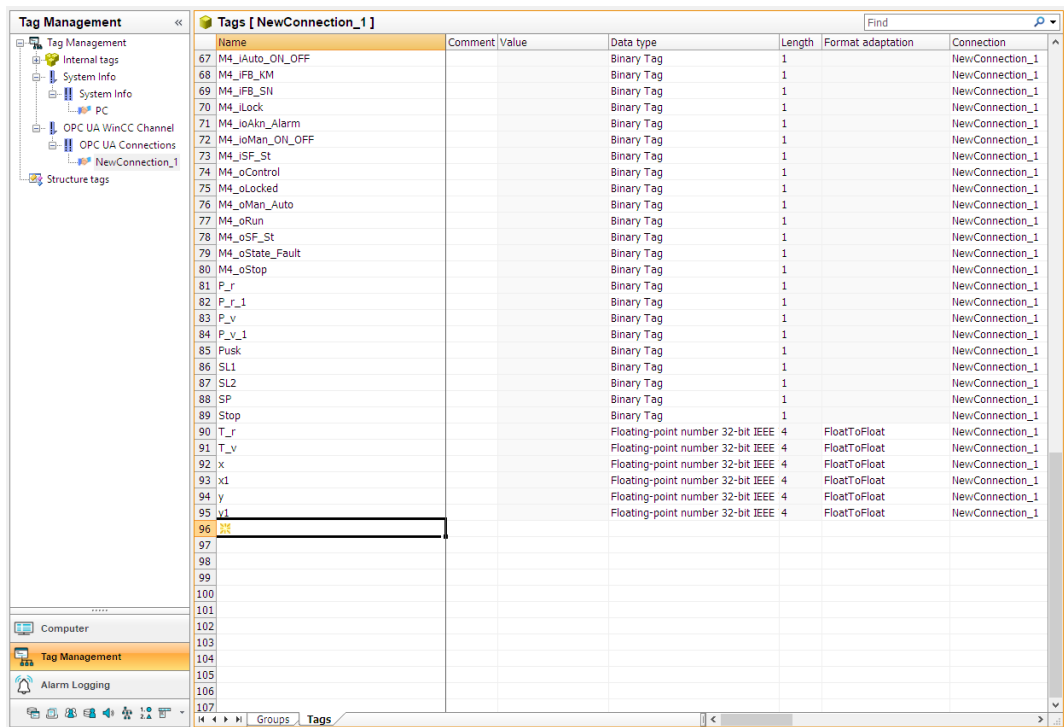 Tag Management «
Tag Management
Internal tags
System Info
System Info
PC
OPC UA WinCC Channel
OPC UA Connections
NewConnection_1
Structure tags
Computer
Tag Management
Alarm Logging
Tags [ NewConnection_1 ] Find
Name Comment Value Data type Length Format adaptation Connection
67 M4_iAuto_ON_OFF Binary Tag 1 NewConnection_1
68 M4_iFB_KM Binary Tag 1 NewConnection_1
69 M4_iFB_SN Binary Tag 1 NewConnection_1
70 M4_iLock Binary Tag 1 NewConnection_1
71 M4_ioAkn_Alarm Binary Tag 1 NewConnection_1
72 M4_ioMan_ON_OFF Binary Tag 1 NewConnection_1
73 M4_iSF_St Binary Tag 1 NewConnection_1
74 M4_oControl Binary Tag 1 NewConnection_1
75 M4_oLocked Binary Tag 1 NewConnection_1
76 M4_oMan_Auto Binary Tag 1 NewConnection_1
77 M4_oRun Binary Tag 1 NewConnection_1
78 M4_oSF_St Binary Tag 1 NewConnection_1
79 M4_oState_Fault Binary Tag 1 NewConnection_1
80 M4_oStop Binary Tag 1 NewConnection_1
81 P_r Binary Tag 1 NewConnection_1
82 P_r_1 Binary Tag 1 NewConnection_1
83 P_v Binary Tag 1 NewConnection_1
84 P_v_1 Binary Tag 1 NewConnection_1
85 Pusk Binary Tag 1 NewConnection_1
86 SL1 Binary Tag 1 NewConnection_1
87 SL2 Binary Tag 1 NewConnection_1
88 SP Binary Tag 1 NewConnection_1
89 Stop Binary Tag 1 NewConnection_1
90 T_r Floating-point number 32-bit IEEE 4 FloatToFloat NewConnection_1
91 T_v Floating-point number 32-bit IEEE 4 FloatToFloat NewConnection_1
92 x Floating-point number 32-bit IEEE 4 FloatToFloat NewConnection_1
93 x1 Floating-point number 32-bit IEEE 4 FloatToFloat NewConnection_1
94 y Floating-point number 32-bit IEEE 4 FloatToFloat NewConnection_1
95 y1 Floating-point number 32-bit IEEE 4 FloatToFloat NewConnection_1
96
97
98
99
100
101
102
103
104
105
106
107
Groups Tags